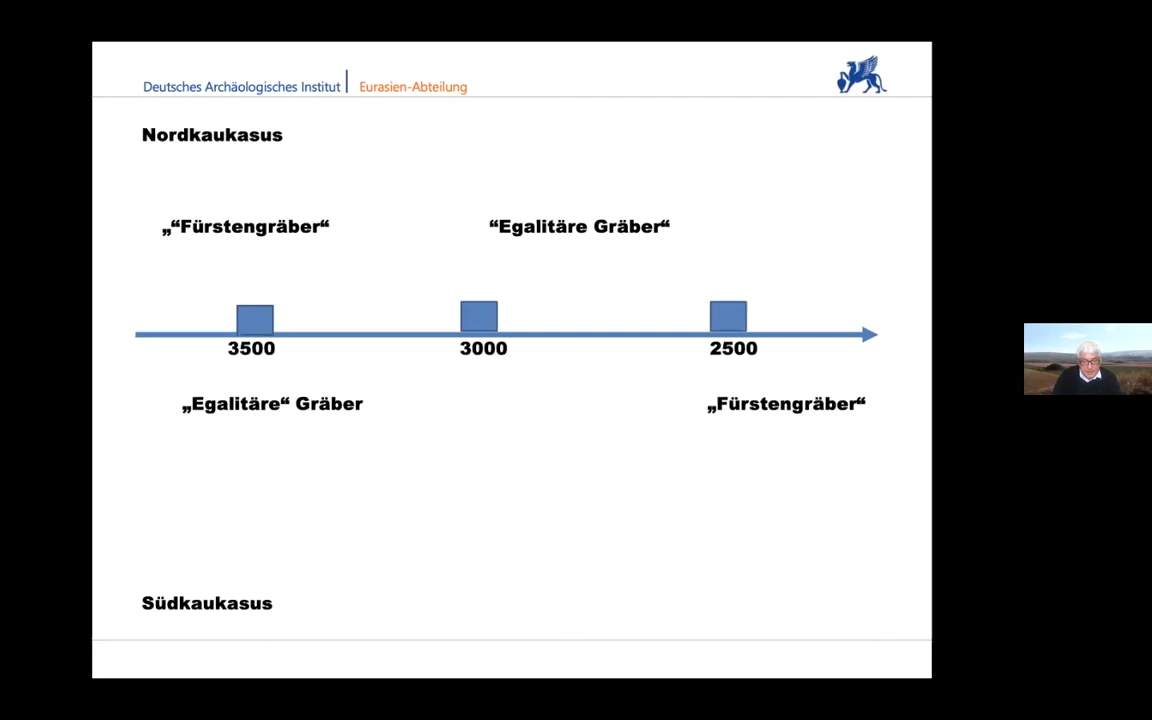 Deutsches Archäologisches Institut Eurasien-Abteilung
Nordkaukasus
„“Fürstengräber“ “Egalitäre Gräber“
3500 3000 2500
„Egalitäre“ Gräber „Fürstengräber“
Südkaukasus